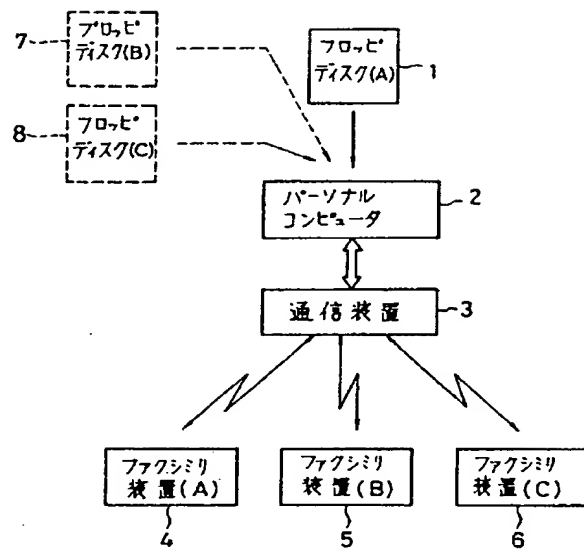 7
フロッピ
ディスク(B)
フロッピ
ディスク(A)
1
8
フロッピ
ディスク(C)
パーソナル
コンピュータ
2
通信装置
3
ファクシミリ
装置(A)
ファクシミリ
装置(B)
ファクシミリ
装置(C)
4
5
6